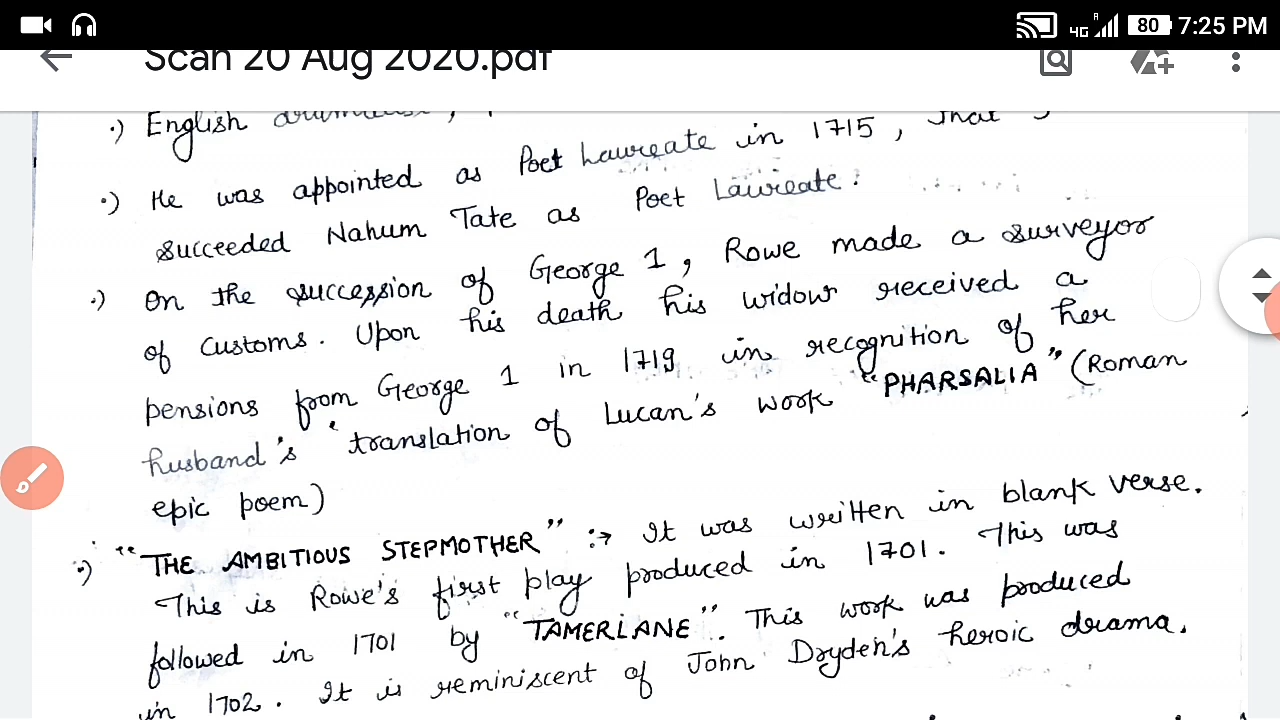 80 7:25 PM
Scan 20 Aug 2020.pdf
·) English
·) He was appointed as Poet Laureate in 1715, that
succeeded Nahum Tate as Poet Laureate.
·) On the succession of George 1, Rowe made a surveyor
of Customs. Upon his death his widow received a
pensions from George 1 in 1719 in recognition of her
husband's translation of Lucan's work "PHARSALIA" (Roman
epic poem)
·) "THE AMBITIOUS STEPMOTHER" :→ It was written in blank verse.
This is Rowe's first play produced in 1701. This was
followed in 1701 by "TAMERLANE". This work was produced
in 1702. It is reminiscent of John Dryden's heroic drama.